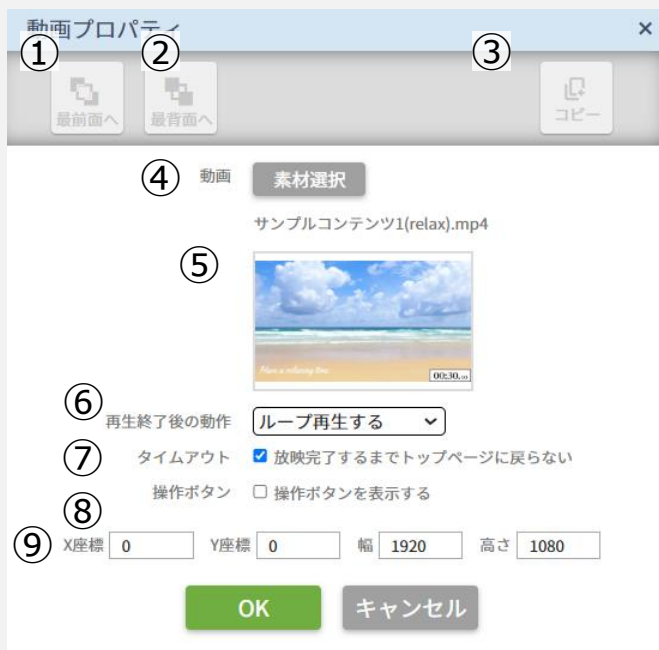 動画プロパティ ×
① ② ③
最前面へ 最背面へ コピー
④ 動画 素材選択
サンプルコンテンツ1(relax).mp4
⑤
Have a relaxing time 00:30.00
⑥ 再生終了後の動作 ループ再生する
⑦ タイムアウト 放映完了するまでトップページに戻らない
操作ボタン 操作ボタンを表示する
⑧
⑨ X座標 0 Y座標 0 幅 1920 高さ 1080
OK キャンセル